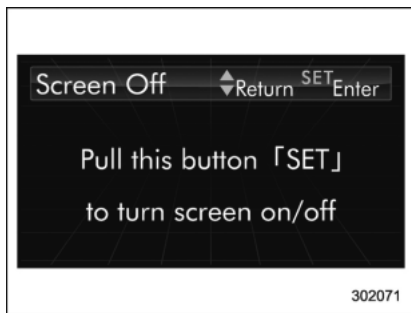 Screen Off ▲▼Return SET Enter
Pull this button「SET」
to turn screen on/off
302071